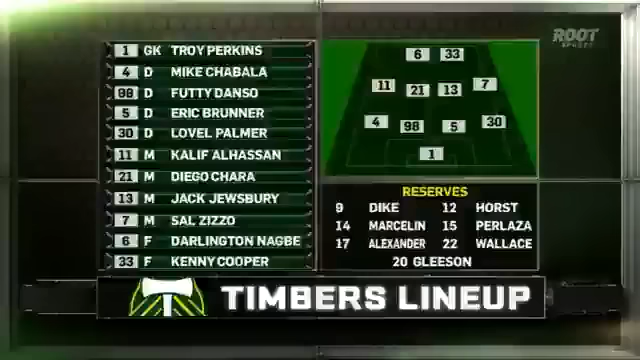 ROOT
SPORTS
1 GK TROY PERKINS
4 D MIKE CHABALA
98 D FUTTY DANSO
5 D ERIC BRUNNER
30 D LOVEL PALMER
11 M KALIF ALHASSAN
21 M DIEGO CHARA
13 M JACK JEWSBURY
7 M SAL ZIZZO
6 F DARLINGTON NAGBE
33 F KENNY COOPER
6 33
11 21 13 7
4 98 5 30
1
RESERVES
9 DIKE 12 HORST
14 MARCELIN 15 PERLAZA
17 ALEXANDER 22 WALLACE
20 GLEESON
TIMBERS LINEUP